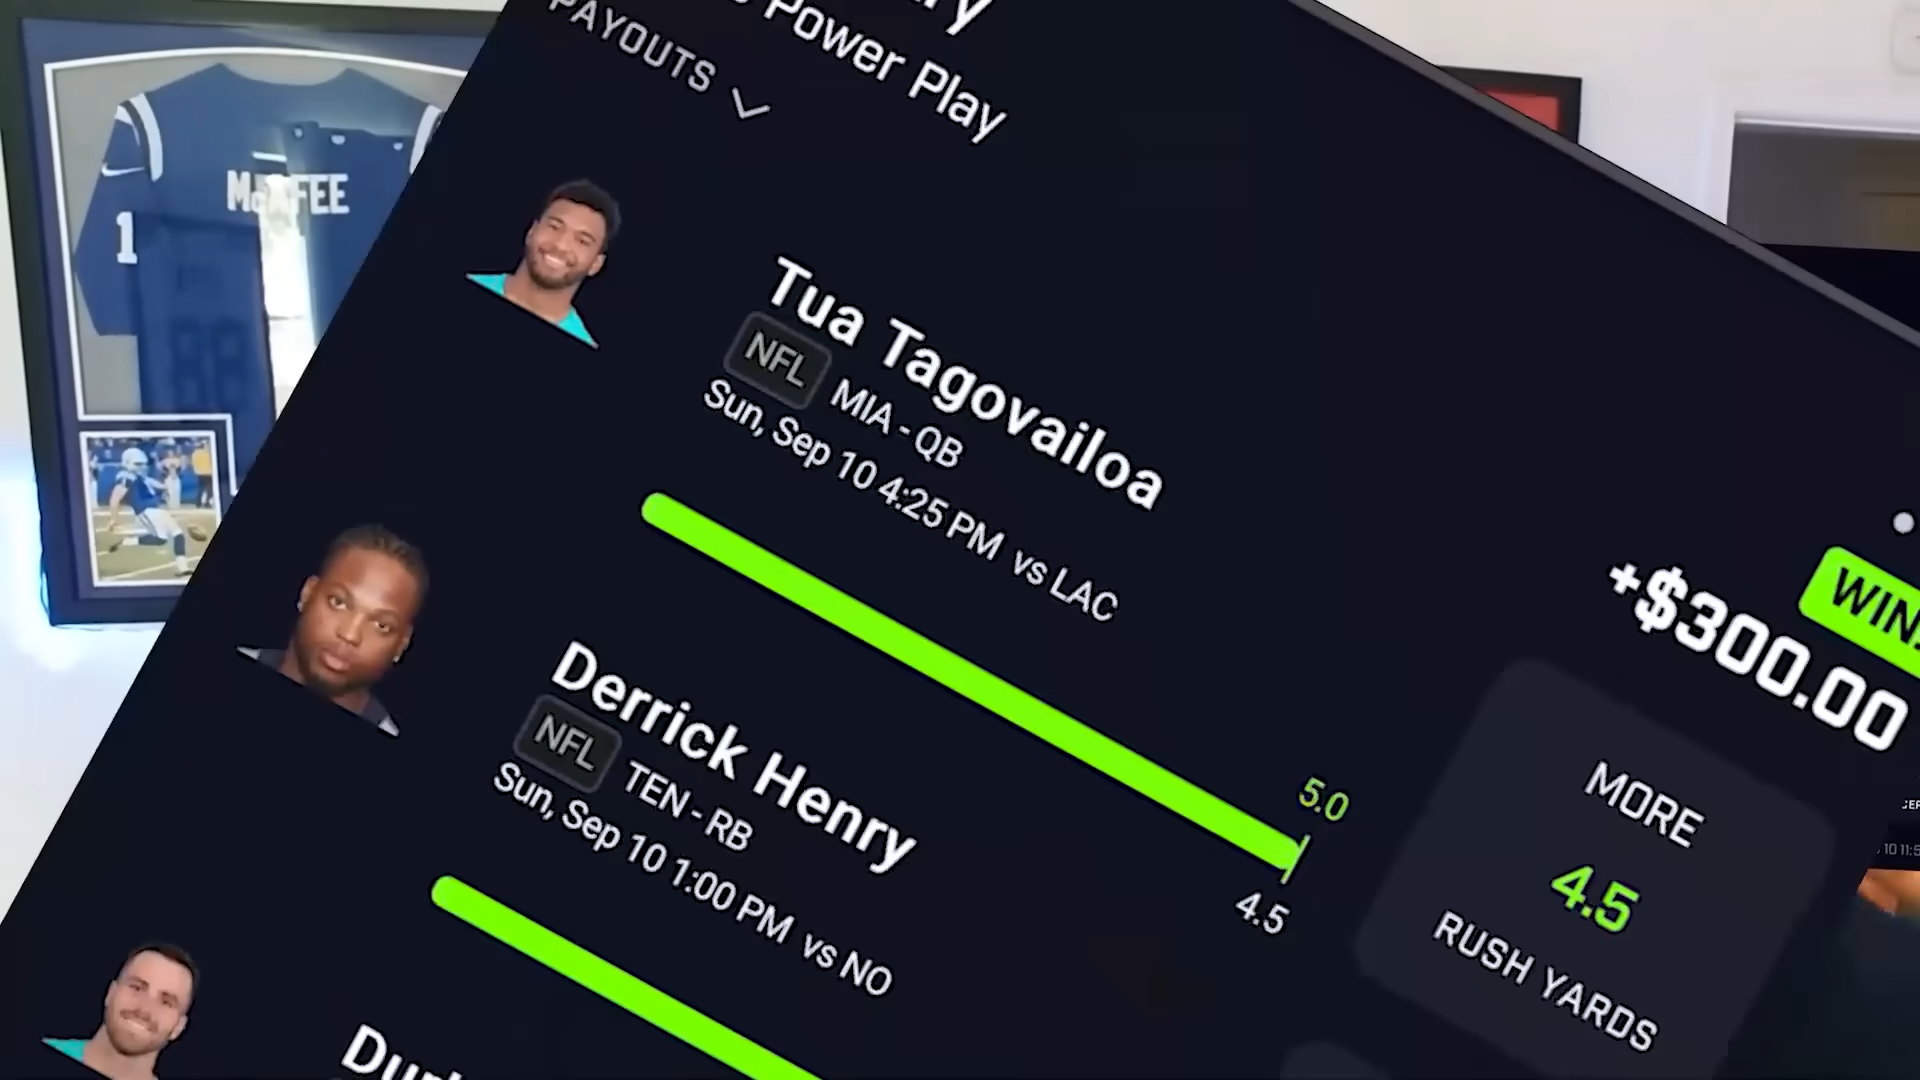 Power Play
PAYOUTS
McAFEE
1
Tua Tagovailoa
NFL MIA - QB
Sun, Sep 10 4:25 PM vs LAC
+$300.00
5.0
4.5
MORE
4.5
RUSH YARDS
Derrick Henry
NFL TEN - RB
Sun, Sep 10 1:00 PM vs NO